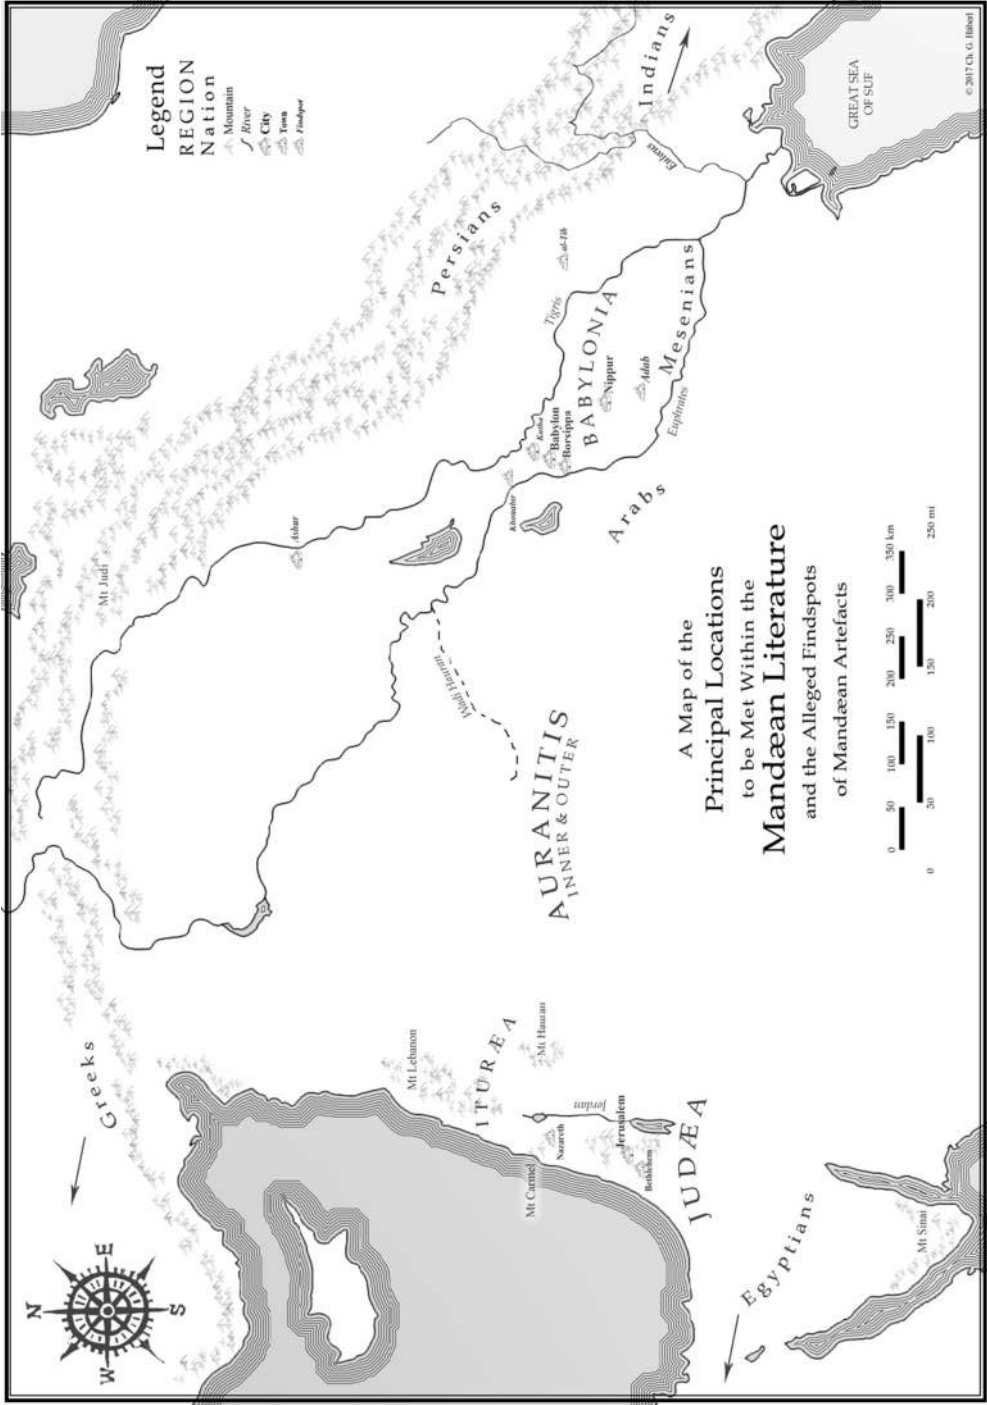 Legend
REGION
Nation
Mountain
River
City
Town
Findspot
N
E
S
W
Greeks
Persians
Indians
Mt Judi
Ashur
Tigris
al-Tib
Eulæus
GREAT SEA
OF SUF
BABYLONIA
Kutha
Babylon
Borsippa
Nippur
Adab
Mesenians
Euphrates
Khouabir
Arabs
Wadi Hauran
AURANITIS
INNER & OUTER
Mt Lebanon
ITURÆA
Mt Hauran
Mt Carmel
Nazareth
Jordan
Jerusalem
Bethlehem
JUDÆA
Egyptians
Mt Sinai
A Map of the
Principal Locations
to be Met Within the
Mandæan Literature
and the Alleged Findspots
of Mandæan Artefacts
0 50 100 150 200 250 300 350 km
0 50 100 150 200 250 mi
© 2017 Ch. G. Häberl